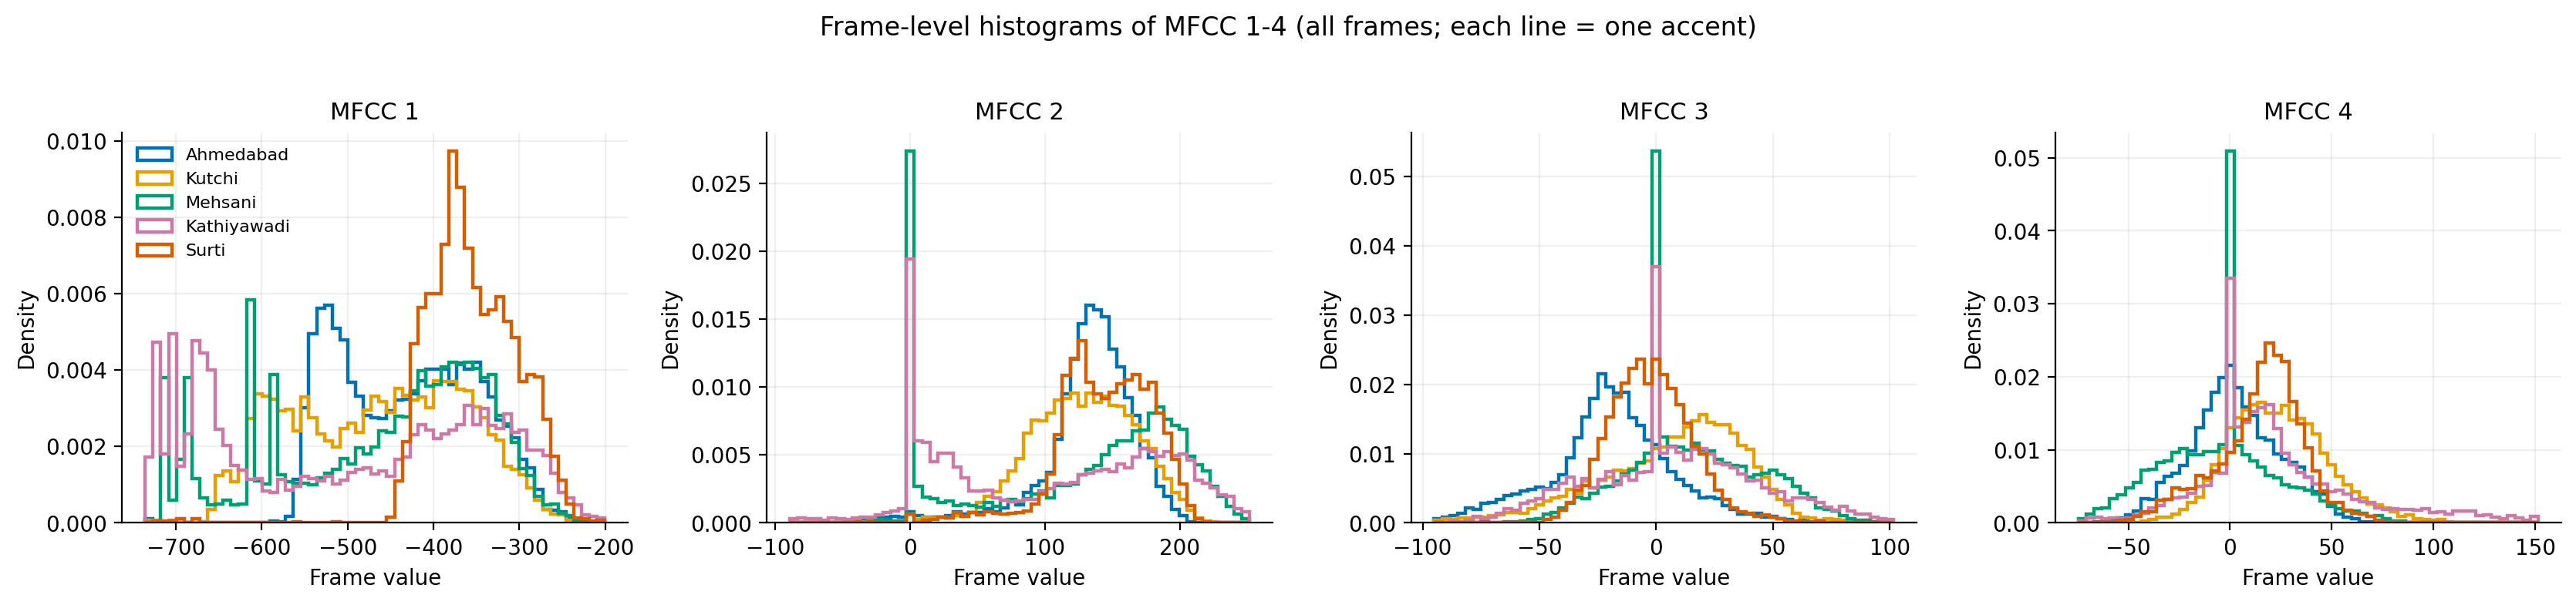 Frame-level histograms of MFCC 1-4 (all frames; each line = one accent)
MFCC 1
Density
0.010
0.008
0.006
0.004
0.002
0.000
Ahmedabad
Kutchi
Mehsani
Kathiyawadi
Surti
−700 −600 −500 −400 −300 −200
Frame value
MFCC 2
Density
0.025
0.020
0.015
0.010
0.005
0.000
−100 0 100 200
Frame value
MFCC 3
Density
0.05
0.04
0.03
0.02
0.01
0.00
−100 −50 0 50 100
Frame value
MFCC 4
Density
0.05
0.04
0.03
0.02
0.01
0.00
−50 0 50 100 150
Frame value